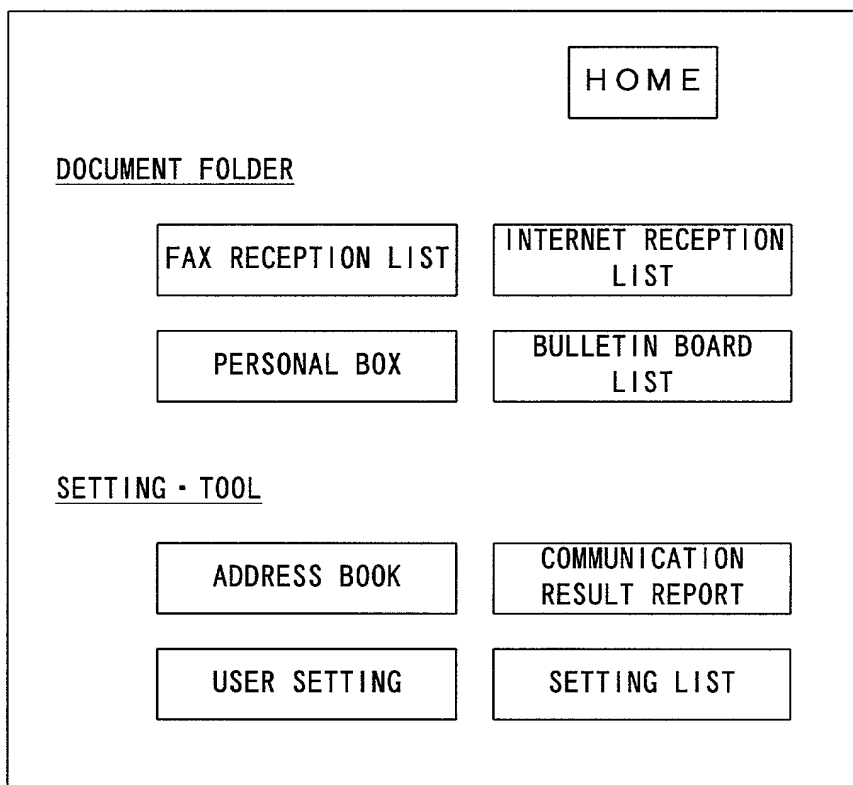 HOME
DOCUMENT FOLDER
FAX RECEPTION LIST
INTERNET RECEPTION
LIST
PERSONAL BOX
BULLETIN BOARD
LIST
SETTING・TOOL
ADDRESS BOOK
COMMUNICATION
RESULT REPORT
USER SETTING
SETTING LIST